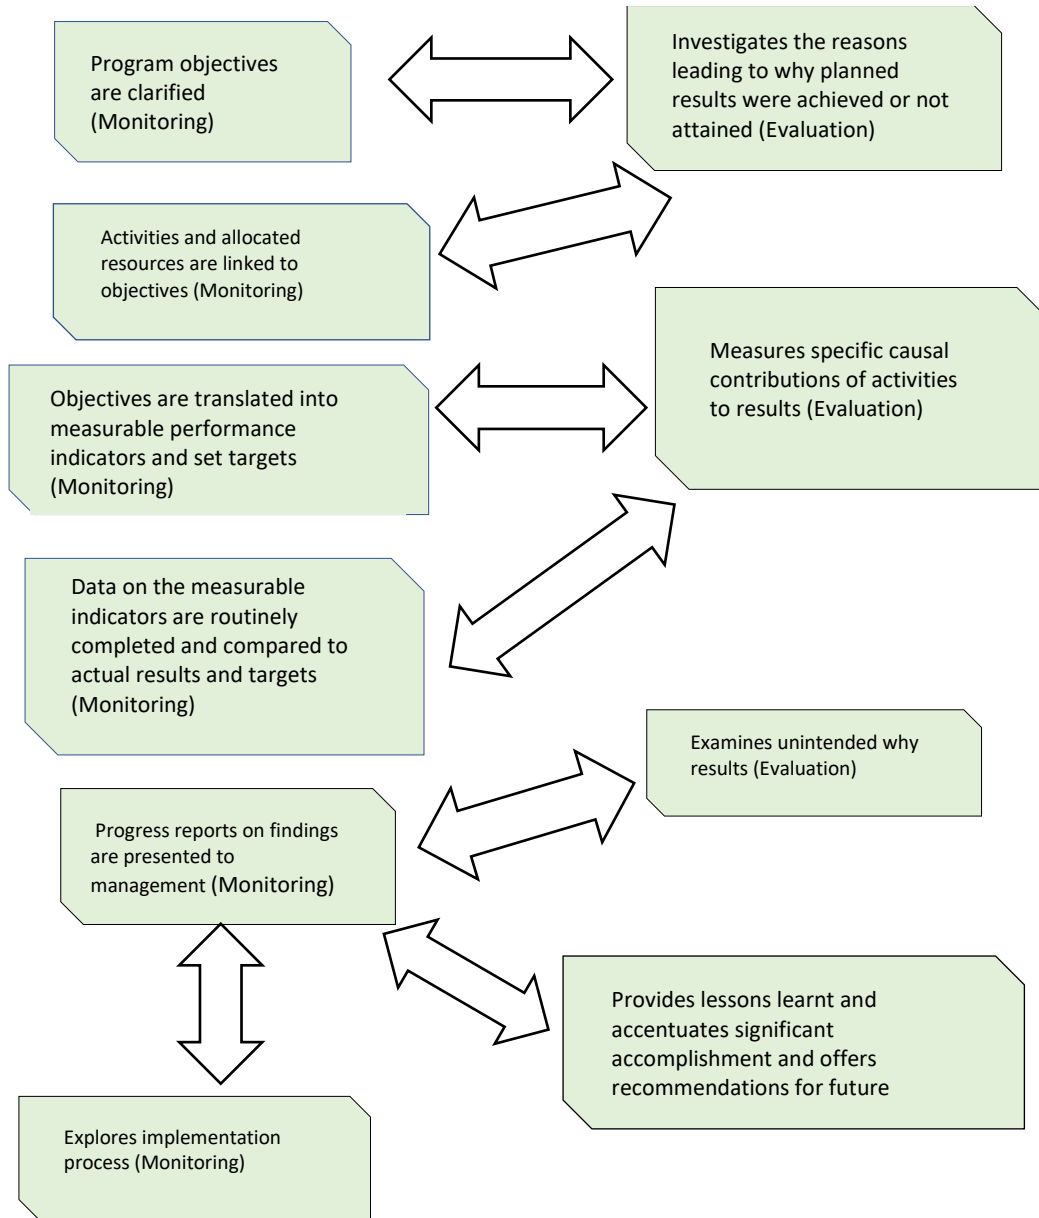 Program objectives
are clarified
(Monitoring)
Investigates the reasons
leading to why planned
results were achieved or not
attained (Evaluation)
Activities and allocated
resources are linked to
objectives (Monitoring)
Measures specific causal
contributions of activities
to results (Evaluation)
Objectives are translated into
measurable performance
indicators and set targets
(Monitoring)
Data on the measurable
indicators are routinely
completed and compared to
actual results and targets
(Monitoring)
Examines unintended why
results (Evaluation)
Progress reports on findings
are presented to
management (Monitoring)
Provides lessons learnt and
accentuates significant
accomplishment and offers
recommendations for future
Explores implementation
process (Monitoring)